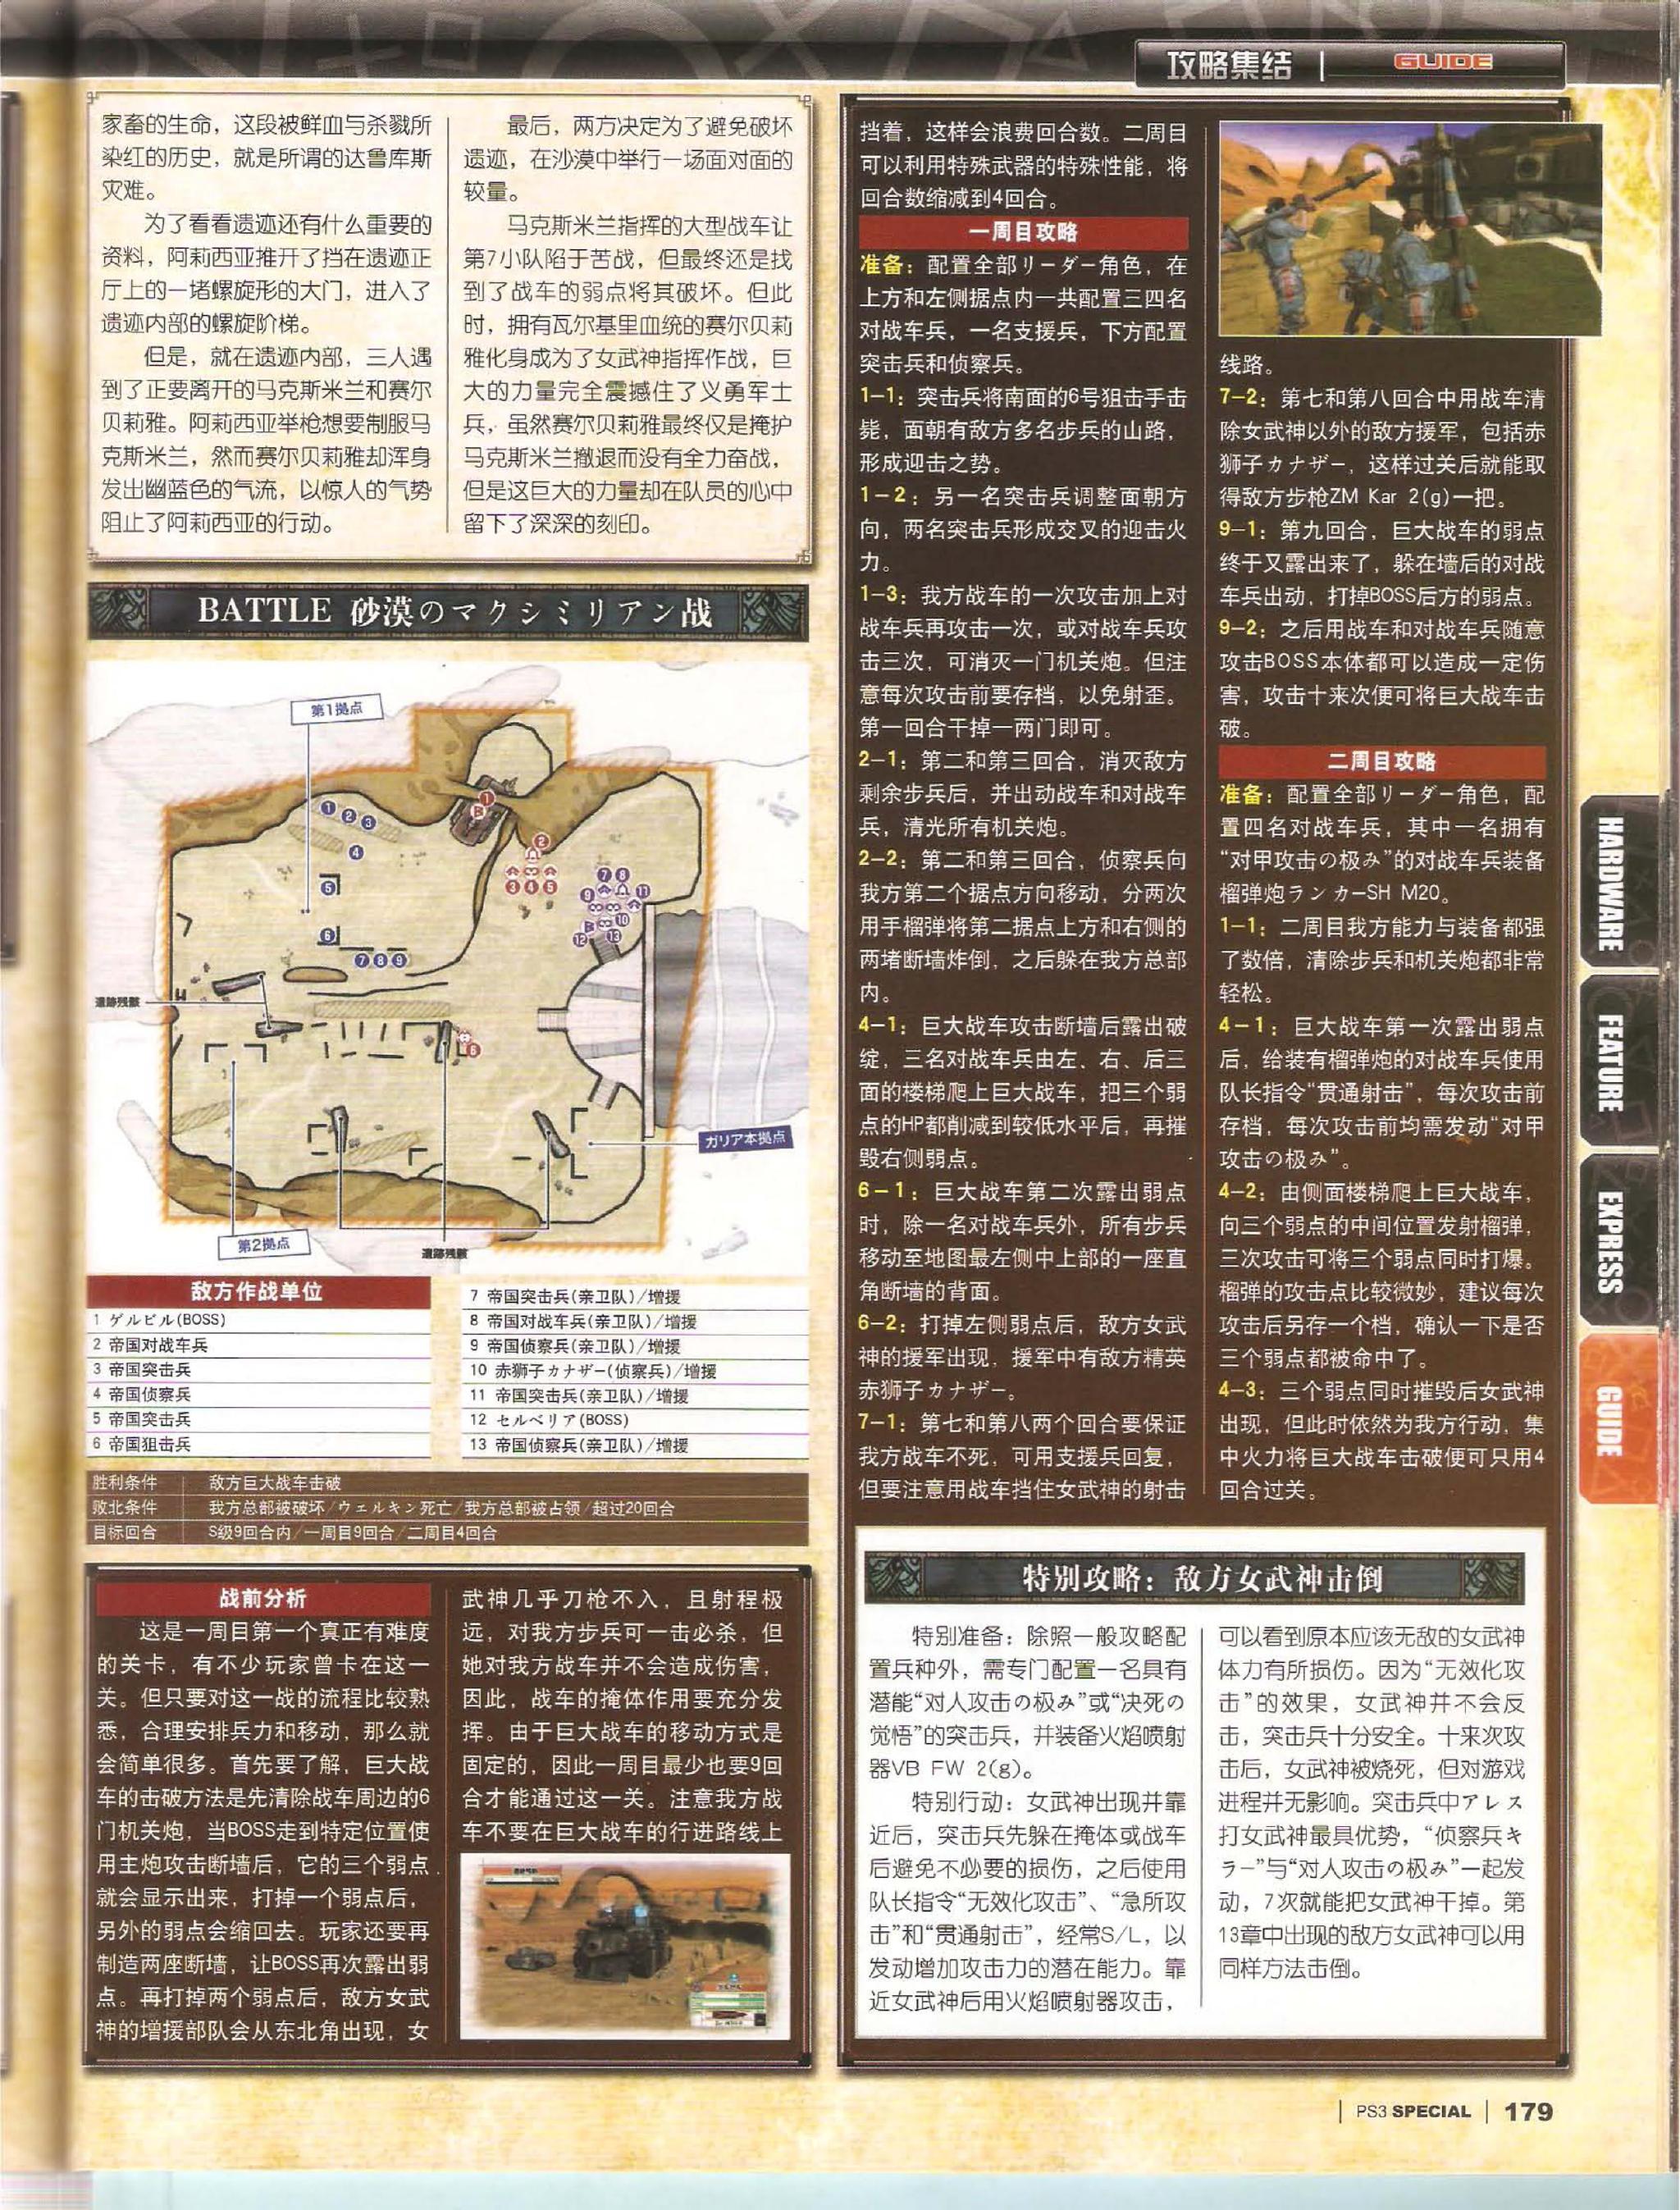 攻略集结 | GUIDE
家畜的生命，这段被鲜血与杀戮所
染红的历史，就是所谓的达鲁库斯
灾难。
为了看看遗迹还有什么重要的
资料，阿莉西亚推开了挡在遗迹正
厅上的一堵螺旋形的大门，进入了
遗迹内部的螺旋阶梯。
但是，就在遗迹内部，三人遇
到了正要离开的马克斯米兰和赛尔
贝莉雅。阿莉西亚举枪想要制服马
克斯米兰，然而赛尔贝莉雅却浑身
发出幽蓝色的气流，以惊人的气势
阻止了阿莉西亚的行动。
最后，两方决定为了避免破坏
遗迹，在沙漠中举行一场面对面的
较量。
马克斯米兰指挥的大型战车让
第7小队陷于苦战，但最终还是找
到了战车的弱点将其破坏。但此
时，拥有瓦尔基里血统的赛尔贝莉
雅化身成为了女武神指挥作战，巨
大的力量完全震撼住了义勇军士
兵，虽然赛尔贝莉雅最终仅是掩护
马克斯米兰撤退而没有全力奋战，
但是这巨大的力量却在队员的心中
留下了深深的刻印。
BATTLE 砂漠のマクシミリアン战
第1拠点
遺跡残骸
ガリア本拠点
第2拠点
遺跡残骸
敌方作战单位
1 ゲルビル(BOSS)
2 帝国对战车兵
3 帝国突击兵
4 帝国侦察兵
5 帝国突击兵
6 帝国狙击兵
7 帝国突击兵(亲卫队)/增援
8 帝国对战车兵(亲卫队)/增援
9 帝国侦察兵(亲卫队)/增援
10 赤狮子カナザー(侦察兵)/增援
11 帝国突击兵(亲卫队)/增援
12 セルベリア(BOSS)
13 帝国侦察兵(亲卫队)/增援
胜利条件 敌方巨大战车击破
败北条件 我方总部被破坏/ウェルキン死亡/我方总部被占领/超过20回合
目标回合 S级9回合内/一周目9回合/二周目4回合
战前分析
这是一周目第一个真正有难度
的关卡，有不少玩家曾卡在这一
关。但只要对这一战的流程比较熟
悉，合理安排兵力和移动，那么就
会简单很多。首先要了解，巨大战
车的击破方法是先清除战车周边的6
门机关炮，当BOSS走到特定位置使
用主炮攻击断墙后，它的三个弱点
就会显示出来，打掉一个弱点后，
另外的弱点会缩回去。玩家还要再
制造两座断墙，让BOSS再次露出弱
点。再打掉两个弱点后，敌方女武
神的增援部队会从东北角出现，女
武神几乎刀枪不入，且射程极
远，对我方步兵可一击必杀，但
她对我方战车并不会造成伤害，
因此，战车的掩体作用要充分发
挥。由于巨大战车的移动方式是
固定的，因此一周目最少也要9回
合才能通过这一关。注意我方战
车不要在巨大战车的行进路线上
挡着，这样会浪费回合数。二周目
可以利用特殊武器的特殊性能，将
回合数缩减到4回合。
一周目攻略
准备：配置全部リーダー角色，在
上方和左侧据点内一共配置三四名
对战车兵，一名支援兵，下方配置
突击兵和侦察兵。
1-1：突击兵将南面的6号狙击手击
毙，面朝有敌方多名步兵的山路，
形成迎击之势。
1-2：另一名突击兵调整面朝方
向，两名突击兵形成交叉的迎击火
力。
1-3：我方战车的一次攻击加上对
战车兵再攻击一次，或对战车兵攻
击三次，可消灭一门机关炮。但注
意每次攻击前要存档，以免射歪。
第一回合干掉一两门即可。
2-1：第二和第三回合，消灭敌方
剩余步兵后，并出动战车和对战车
兵，清光所有机关炮。
2-2：第二和第三回合，侦察兵向
我方第二个据点方向移动，分两次
用手榴弹将第二据点上方和右侧的
两堵断墙炸倒，之后躲在我方总部
内。
4-1：巨大战车攻击断墙后露出破
绽，三名对战车兵由左、右、后三
面的楼梯爬上巨大战车，把三个弱
点的HP都削减到较低水平后，再摧
毁右侧弱点。
6-1：巨大战车第二次露出弱点
时，除一名对战车兵外，所有步兵
移动至地图最左侧中上部的一座直
角断墙的背面。
6-2：打掉左侧弱点后，敌方女武
神的援军出现，援军中有敌方精英
赤狮子カナザー。
7-1：第七和第八两个回合要保证
我方战车不死，可用支援兵回复，
但要注意用战车挡住女武神的射击
线路。
7-2：第七和第八回合中用战车清
除女武神以外的敌方援军，包括赤
狮子カナザー，这样过关后就能取
得敌方步枪ZM Kar 2(g)一把。
9-1：第九回合，巨大战车的弱点
终于又露出来了，躲在墙后的对战
车兵出动，打掉BOSS后方的弱点。
9-2：之后用战车和对战车兵随意
攻击BOSS本体都可以造成一定伤
害，攻击十来次便可将巨大战车击
破。
二周目攻略
准备：配置全部リーダー角色，配
置四名对战车兵，其中一名拥有
“对甲攻击の极み”的对战车兵装备
榴弹炮ランカーSH M20。
1-1：二周目我方能力与装备都强
了数倍，清除步兵和机关炮都非常
轻松。
4-1：巨大战车第一次露出弱点
后，给装有榴弹炮的对战车兵使用
队长指令“贯通射击”，每次攻击前
存档，每次攻击前均需发动“对甲
攻击の极み”。
4-2：由侧面楼梯爬上巨大战车，
向三个弱点的中间位置发射榴弹，
三次攻击可将三个弱点同时打爆。
榴弹的攻击点比较微妙，建议每次
攻击后另存一个档，确认一下是否
三个弱点都被命中了。
4-3：三个弱点同时摧毁后女武神
出现，但此时依然为我方行动，集
中火力将巨大战车击破便可只用4
回合过关。
特别攻略：敌方女武神击倒
特别准备：除照一般攻略配
置兵种外，需专门配置一名具有
潜能“对人攻击の极み”或“决死の
觉悟”的突击兵，并装备火焰喷射
器VB FW 2(g)。
特别行动：女武神出现并靠
近后，突击兵先躲在掩体或战车
后避免不必要的损伤，之后使用
队长指令“无效化攻击”、“急所攻
击”和“贯通射击”，经常S/L，以
发动增加攻击力的潜在能力。靠
近女武神后用火焰喷射器攻击，
可以看到原本应该无敌的女武神
体力有所损伤。因为“无效化攻
击”的效果，女武神并不会反
击，突击兵十分安全。十来次攻
击后，女武神被烧死，但对游戏
进程并无影响。突击兵中アレス
打女武神最具优势，“侦察兵キ
ラー”与“对人攻击の极み”一起发
动，7次就能把女武神干掉。第
13章中出现的敌方女武神可以用
同样方法击倒。
HARDWARE
FEATURE
EXPRESS
GUIDE
| PS3 SPECIAL | 179